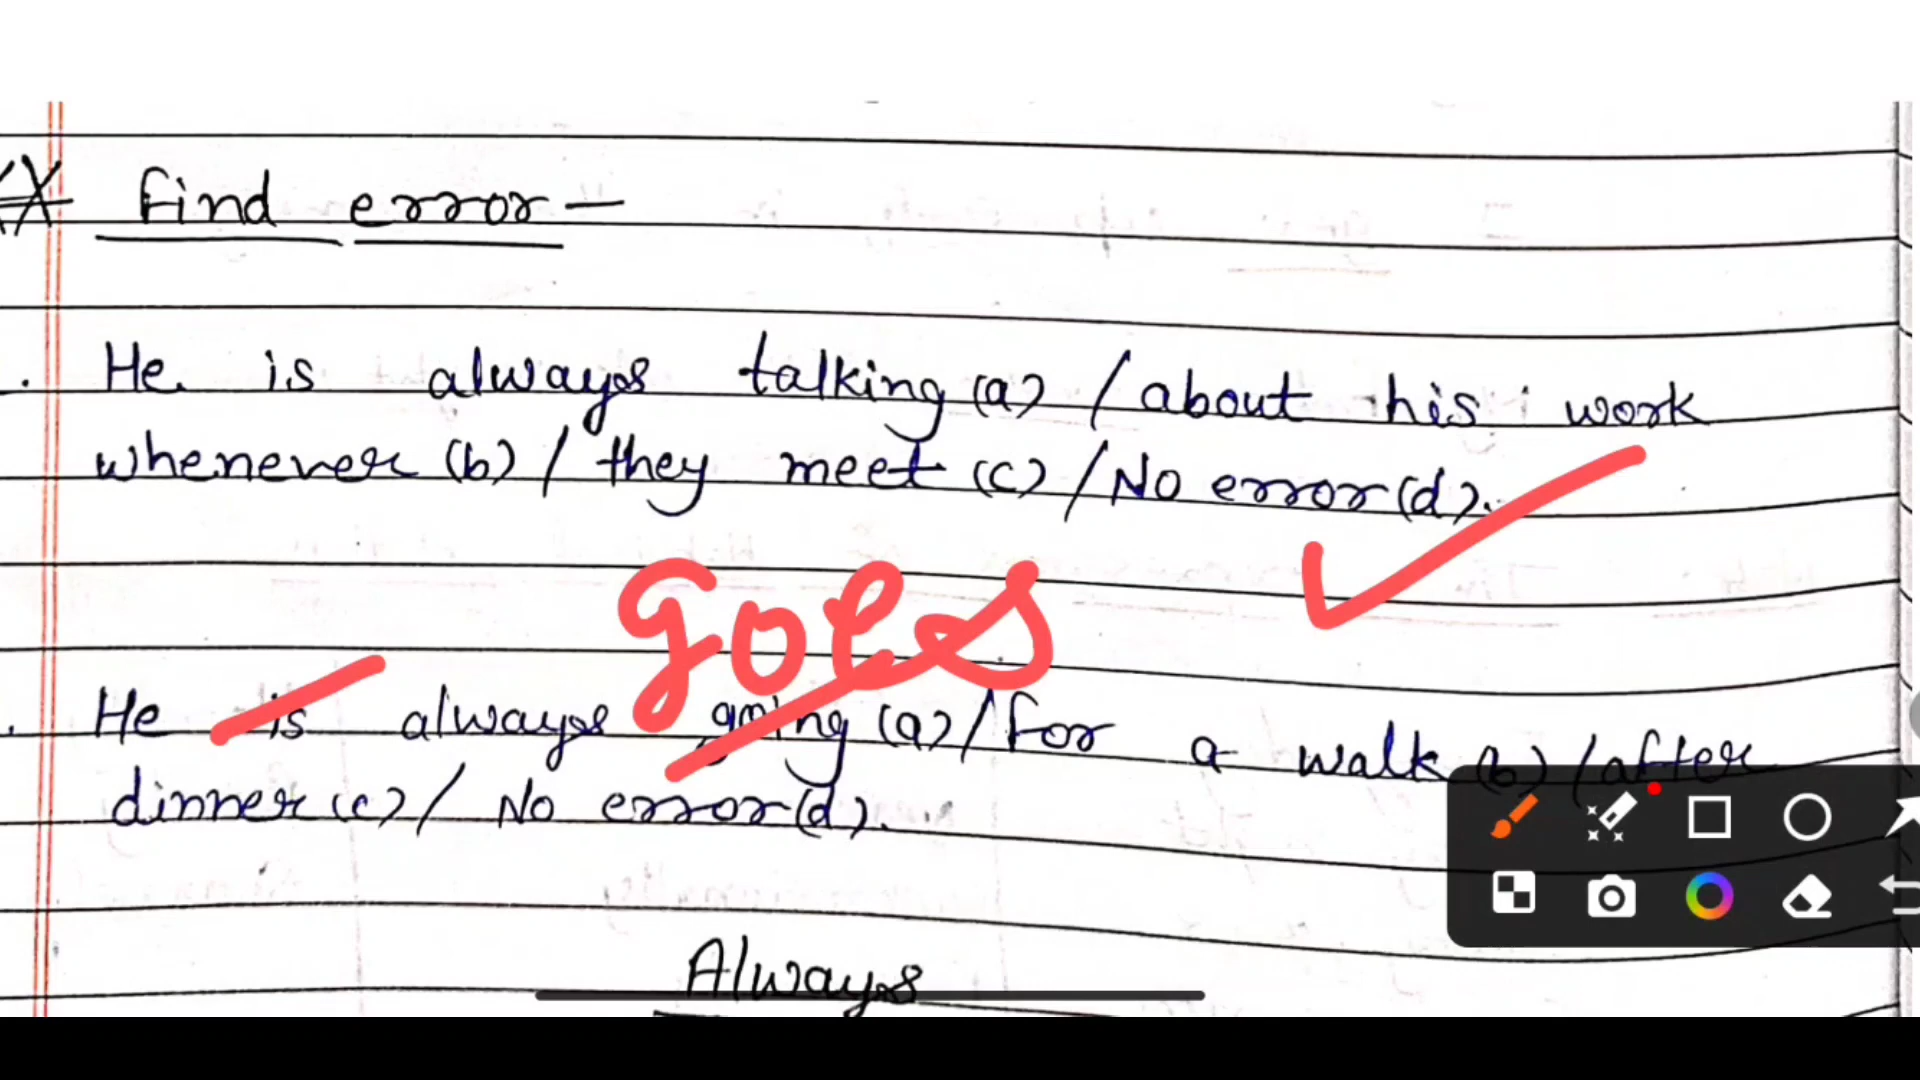 Find error –
He is always talking (a) / about his work
whenever (b) / they meet (c) / No error (d).
goes
He is always going (a) / for a walk (b) / after
dinner (c) / No error (d).
Always